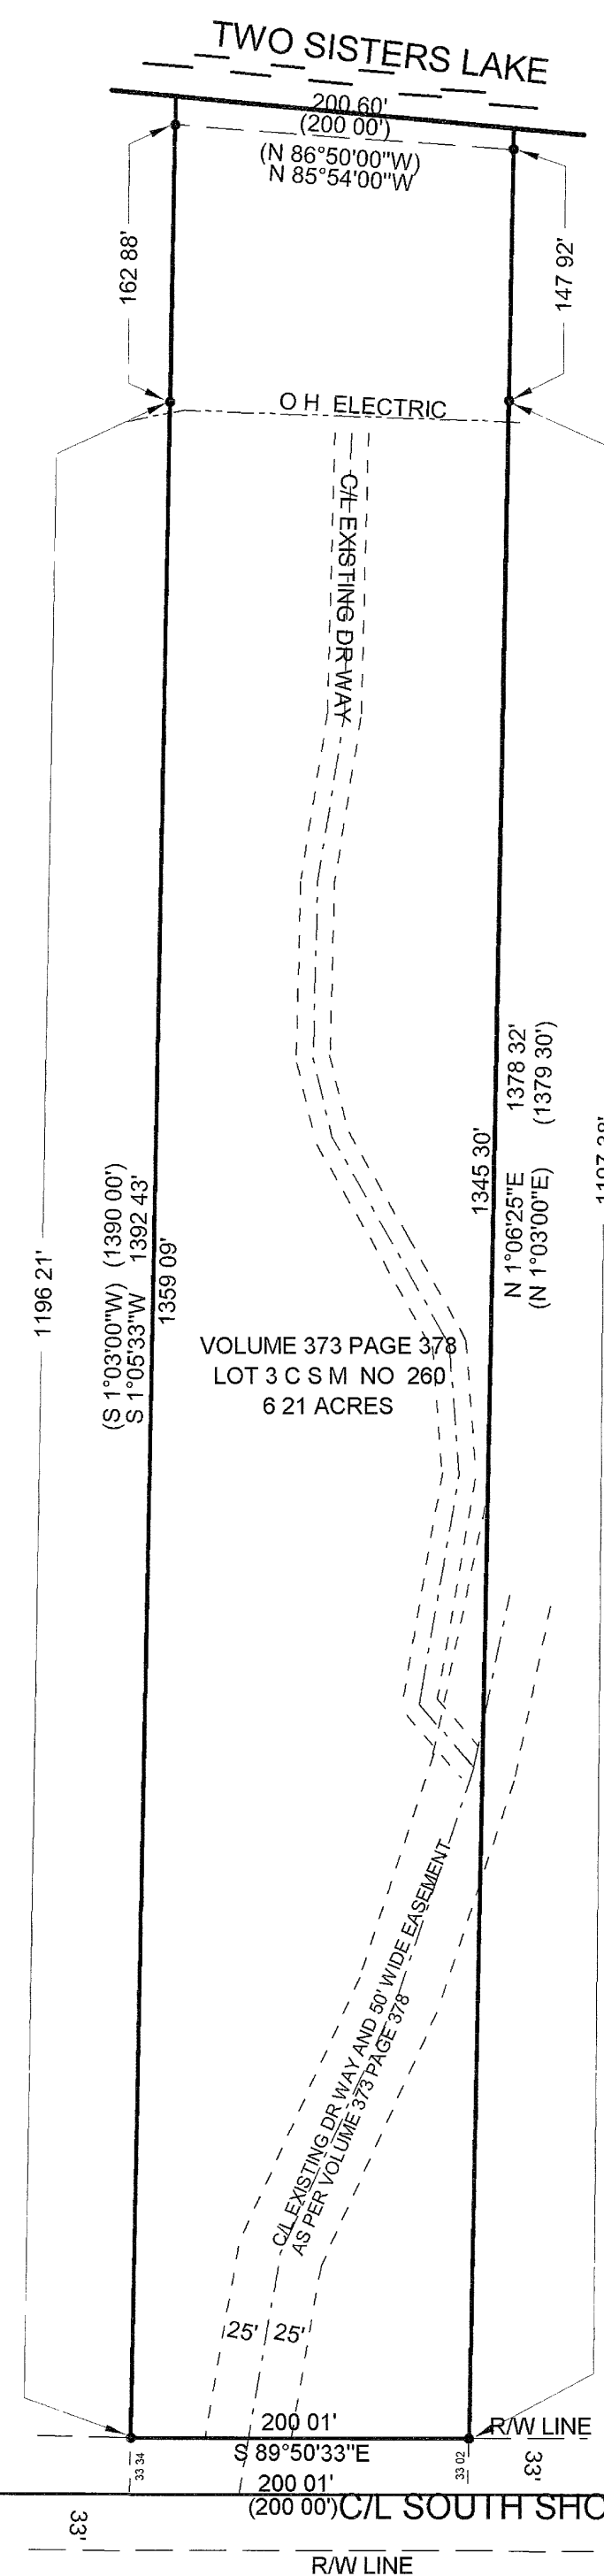 TWO SISTERS LAKE
200 60'
(200 00')
(N 86°50'00"W)
N 85°54'00"W
162 88'
147 92'
O H ELECTRIC
C/L EXISTING DR WAY
1378 32'
(1379 30')
1345 30'
N 1°06'25"E
(N 1°03'00"E)
1196 21'
(S 1°03'00"W) (1390 00')
S 1°05'33"W 1392 43'
1359 09'
VOLUME 373 PAGE 378
LOT 3 C S M NO 260
6 21 ACRES
C/L EXISTING DR WAY AND 50' WIDE EASEMENT
AS PER VOLUME 373 PAGE 378
25' 25'
200 01'
R/W LINE
S 89°50'33"E
33 34
33 02
33'
200 01'
(200 00') C/L SOUTH SHO
33'
R/W LINE